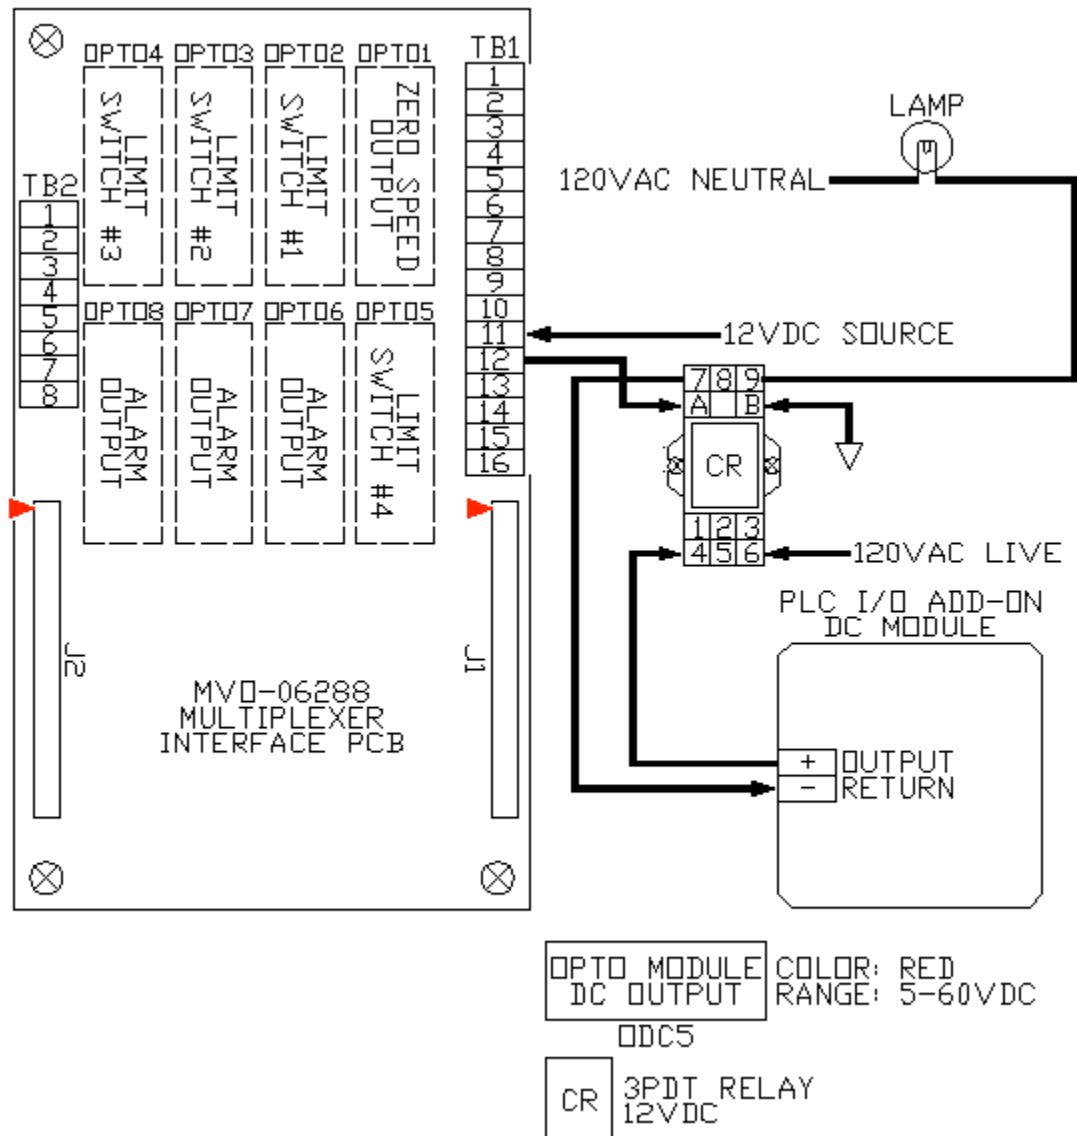 OPTO4 OPTO3 OPTO2 OPTO1
TB1
LIMIT SWITCH #3
LIMIT SWITCH #2
LIMIT SWITCH #1
ZERO SPEED OUTPUT
1
2
3
4
5
6
7
8
9
10
11
12
13
14
15
16
TB2
1
2
3
4
5
6
7
8
OPTO8 OPTO7 OPTO6 OPTO5
ALARM OUTPUT
ALARM OUTPUT
ALARM OUTPUT
LIMIT SWITCH #4
J2
J1
MVO-06288
MULTIPLEXER
INTERFACE PCB
LAMP
120VAC NEUTRAL
12VDC SOURCE
7 8 9
A B
CR
1 2 3
4 5 6
120VAC LIVE
PLC I/O ADD-ON
DC MODULE
+ OUTPUT
- RETURN
OPTO MODULE
DC OUTPUT
COLOR: RED
RANGE: 5-60VDC
ODC5
CR
3PDT RELAY
12VDC